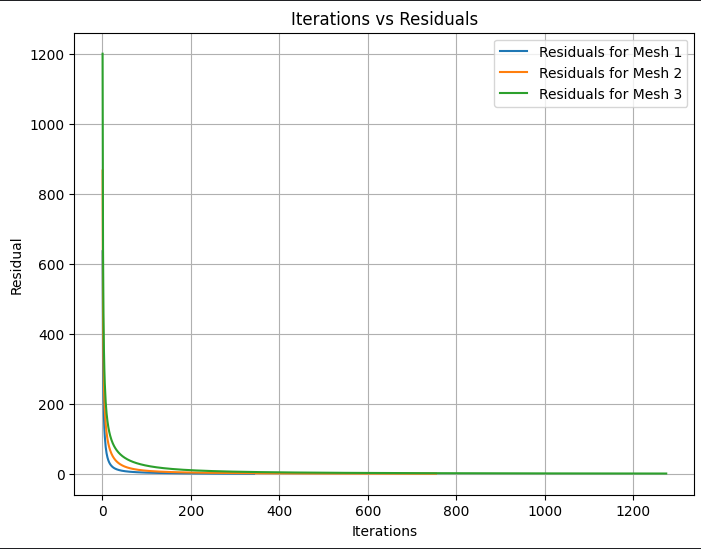 Iterations vs Residuals
Residuals for Mesh 1
Residuals for Mesh 2
Residuals for Mesh 3
Residual
1200
1000
800
600
400
200
0
0 200 400 600 800 1000 1200
Iterations